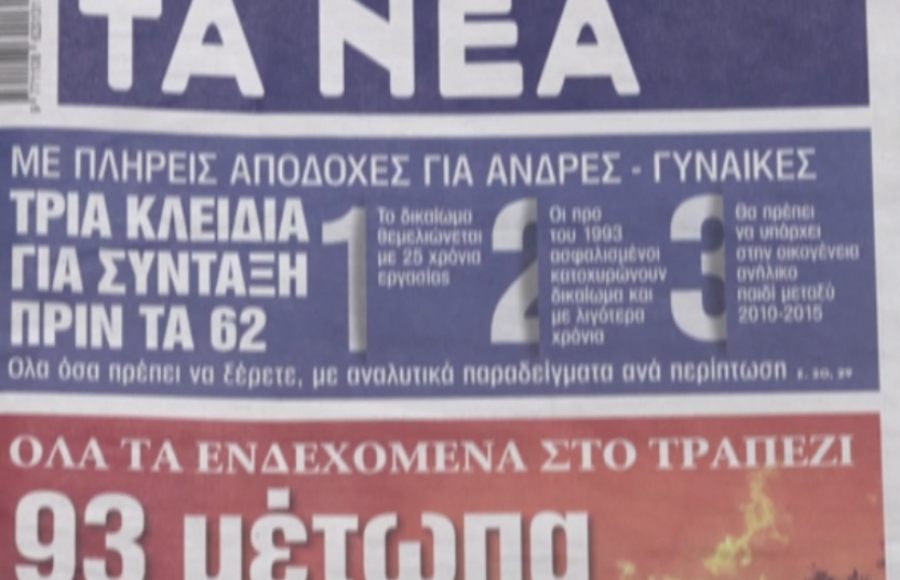 ΤΑ ΝΕΑ
ΜΕ ΠΛΗΡΕΙΣ ΑΠΟΔΟΧΕΣ ΓΙΑ ΑΝΔΡΕΣ - ΓΥΝΑΙΚΕΣ
ΤΡΙΑ ΚΛΕΙΔΙΑ
ΓΙΑ ΣΥΝΤΑΞΗ
ΠΡΙΝ ΤΑ 62
1
Το δικαίωμα
θεμελιώνεται
με 25 χρόνια
εργασίας
2
Οι προ
του 1993
ασφαλισμένοι
κατοχυρώνουν
δικαίωμα και
με λιγότερα
χρόνια
3
Θα πρέπει
να υπάρχει
στην οικογένεια
ανήλικο
παιδί μεταξύ
2010-2015
Ολα όσα πρέπει να ξέρετε, με αναλυτικά παραδείγματα ανά περίπτωση
ΟΛΑ ΤΑ ΕΝΔΕΧΟΜΕΝΑ ΣΤΟ ΤΡΑΠΕΖΙ
93 μέτωπα